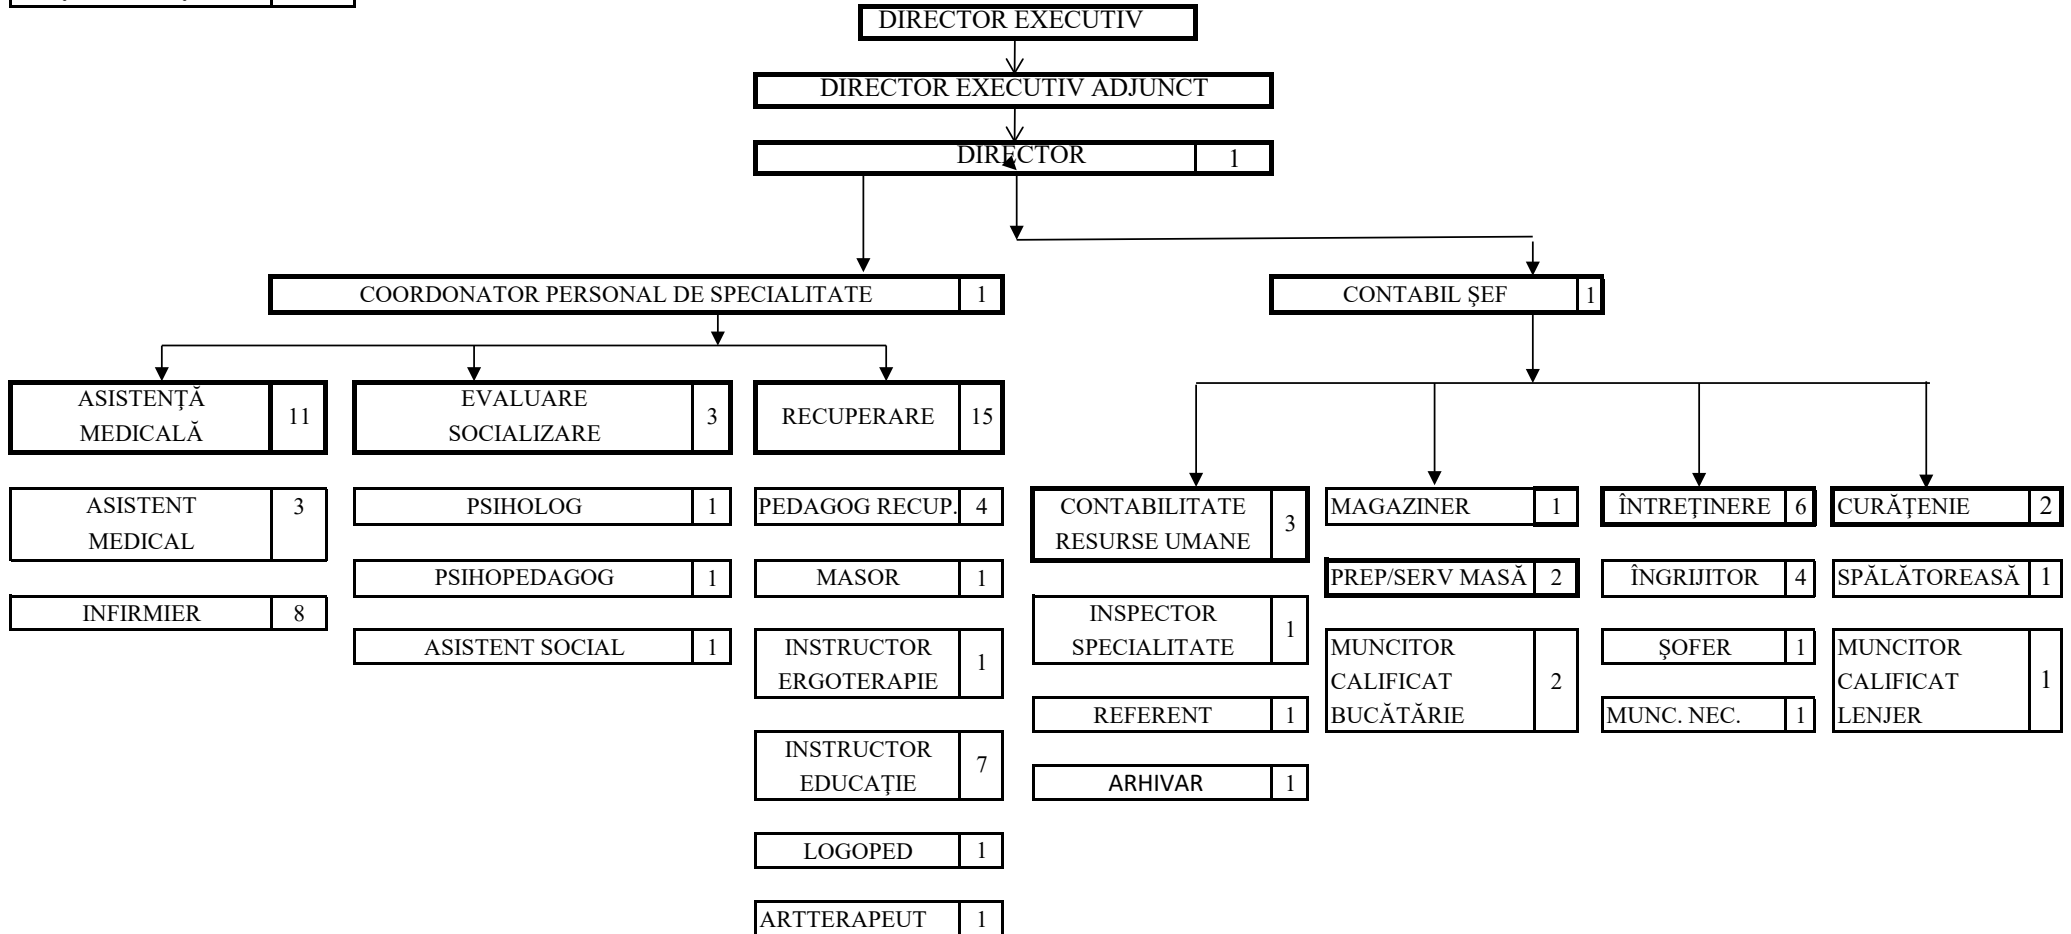 DIRECTOR EXECUTIV
DIRECTOR EXECUTIV ADJUNCT
DIRECTOR 1
COORDONATOR PERSONAL DE SPECIALITATE 1
CONTABIL ŞEF 1
ASISTENŢĂ
MEDICALĂ
11
ASISTENT
MEDICAL
3
INFIRMIER 8
EVALUARE
SOCIALIZARE
3
PSIHOLOG 1
PSIHOPEDAGOG 1
ASISTENT SOCIAL 1
RECUPERARE 15
PEDAGOG RECUP. 4
MASOR 1
INSTRUCTOR
ERGOTERAPIE
1
INSTRUCTOR
EDUCAŢIE
7
LOGOPED 1
ARTTERAPEUT 1
CONTABILITATE
RESURSE UMANE
3
INSPECTOR
SPECIALITATE
1
REFERENT 1
ARHIVAR 1
MAGAZINER 1
PREP/SERV MASĂ 2
MUNCITOR
CALIFICAT
BUCĂTĂRIE
2
ÎNTREŢINERE 6
ÎNGRIJITOR 4
ŞOFER 1
MUNC. NEC. 1
CURĂŢENIE 2
SPĂLĂTOREASĂ 1
MUNCITOR
CALIFICAT
LENJER
1